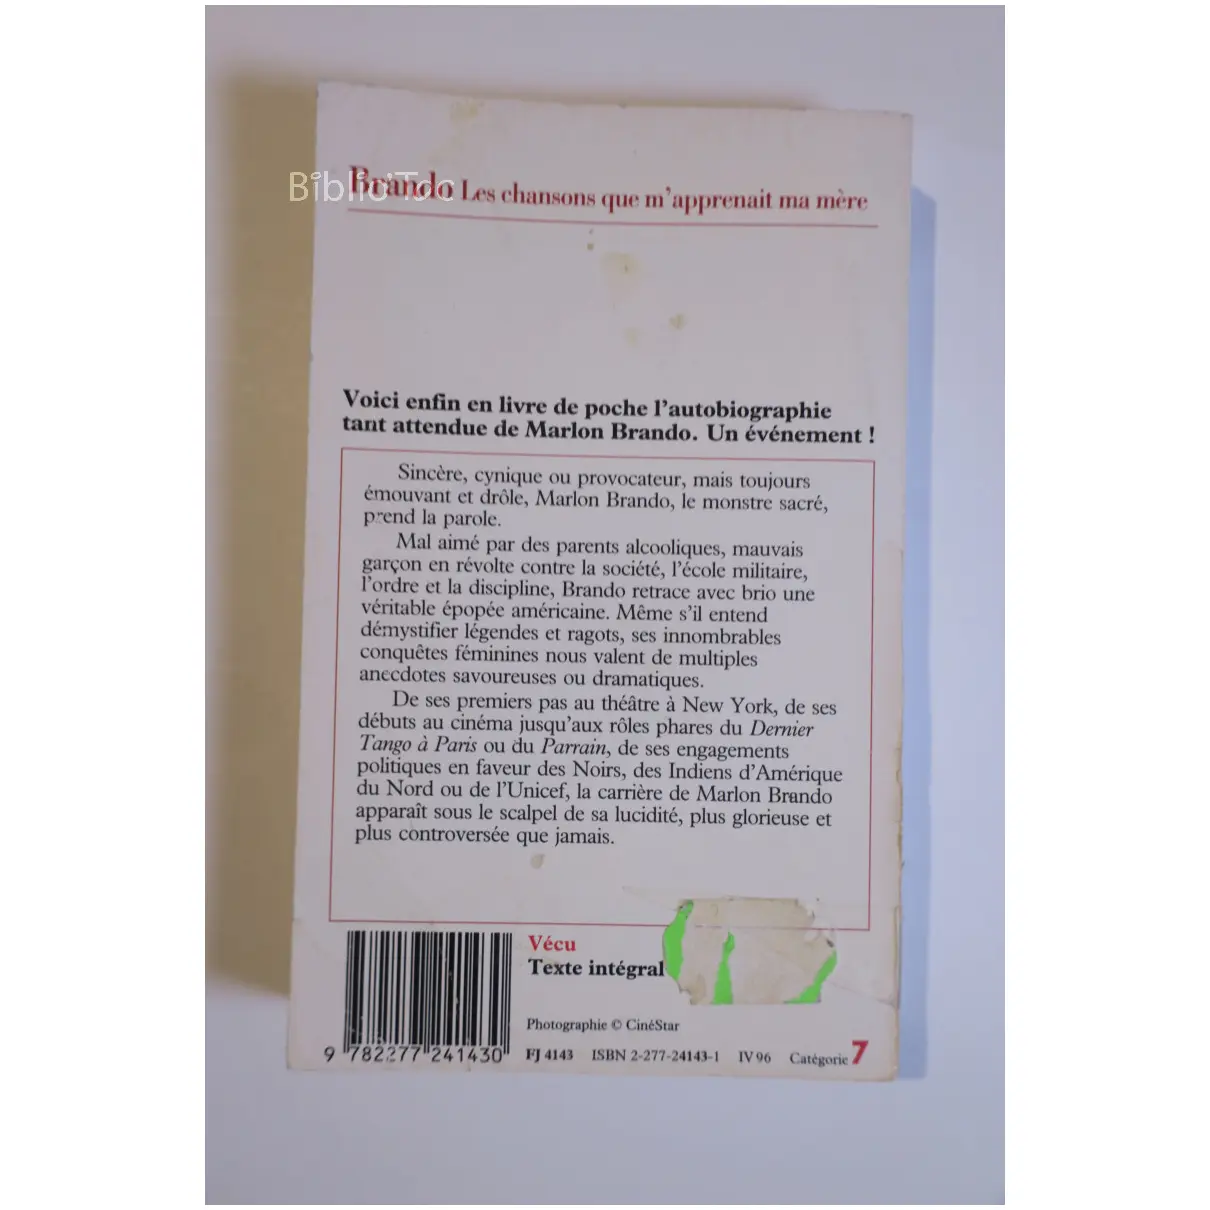 Biblio'Tdc
Brando Les chansons que m'apprenait ma mère
Voici enfin en livre de poche l'autobiographie
tant attendue de Marlon Brando. Un événement !
Sincère, cynique ou provocateur, mais toujours
émouvant et drôle, Marlon Brando, le monstre sacré,
prend la parole.
Mal aimé par des parents alcooliques, mauvais
garçon en révolte contre la société, l'école militaire,
l'ordre et la discipline, Brando retrace avec brio une
véritable épopée américaine. Même s'il entend
démystifier légendes et ragots, ses innombrables
conquêtes féminines nous valent de multiples
anecdotes savoureuses ou dramatiques.
De ses premiers pas au théâtre à New York, de ses
débuts au cinéma jusqu'aux rôles phares du Dernier
Tango à Paris ou du Parrain, de ses engagements
politiques en faveur des Noirs, des Indiens d'Amérique
du Nord ou de l'Unicef, la carrière de Marlon Brando
apparaît sous le scalpel de sa lucidité, plus glorieuse et
plus controversée que jamais.
Vécu
Texte intégral
Photographie © CinéStar
9 782277 241430
FJ 4143 ISBN 2-277-24143-1 IV 96 Catégorie 7